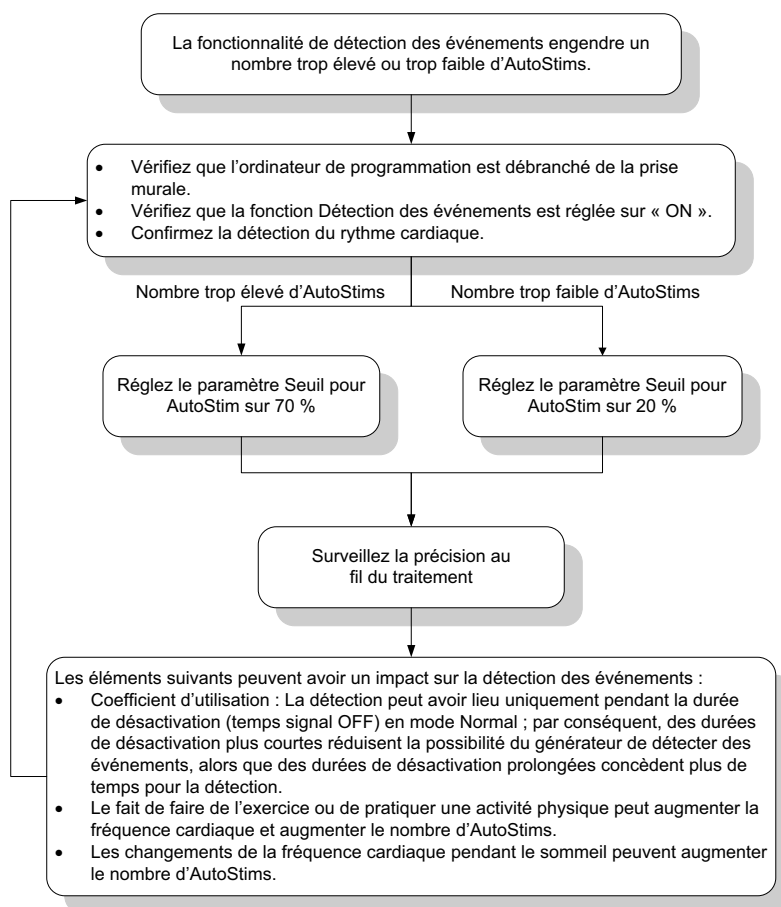 La fonctionnalité de détection des événements engendre un
nombre trop élevé ou trop faible d’AutoStims.
• Vérifiez que l’ordinateur de programmation est débranché de la prise
murale.
• Vérifiez que la fonction Détection des événements est réglée sur « ON ».
• Confirmez la détection du rythme cardiaque.
Nombre trop élevé d’AutoStims
Nombre trop faible d’AutoStims
Réglez le paramètre Seuil pour
AutoStim sur 70 %
Réglez le paramètre Seuil pour
AutoStim sur 20 %
Surveillez la précision au
fil du traitement
Les éléments suivants peuvent avoir un impact sur la détection des événements :
• Coefficient d’utilisation : La détection peut avoir lieu uniquement pendant la durée
de désactivation (temps signal OFF) en mode Normal ; par conséquent, des durées
de désactivation plus courtes réduisent la possibilité du générateur de détecter des
événements, alors que des durées de désactivation prolongées concèdent plus de
temps pour la détection.
• Le fait de faire de l’exercice ou de pratiquer une activité physique peut augmenter la
fréquence cardiaque et augmenter le nombre d’AutoStims.
• Les changements de la fréquence cardiaque pendant le sommeil peuvent augmenter
le nombre d’AutoStims.